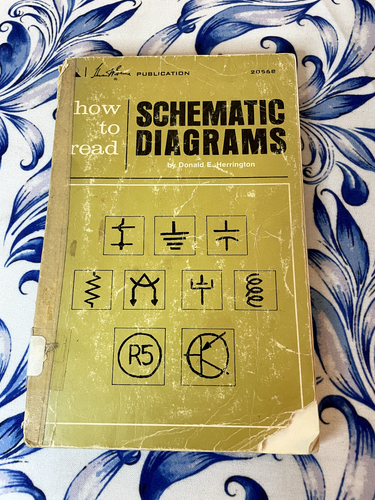 PUBLICATION 20568
how
to
read
SCHEMATIC
DIAGRAMS
by Donald E. Herrington
R5